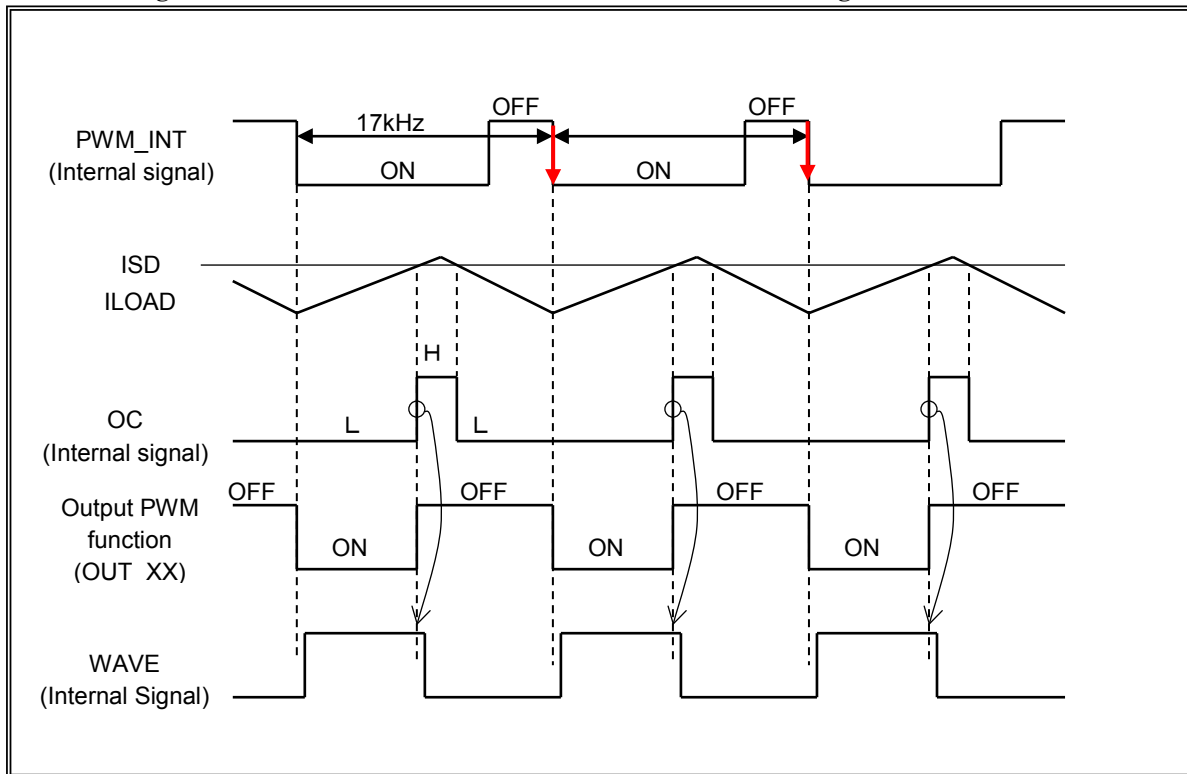 OFF
OFF
17kHz
PWM_INT
(Internal signal)
ON
ON
ISD
ILOAD
H
OC
(Internal signal)
L
L
OFF
OFF
OFF
OFF
Output PWM
function
(OUT XX)
ON
ON
ON
WAVE
(Internal Signal)